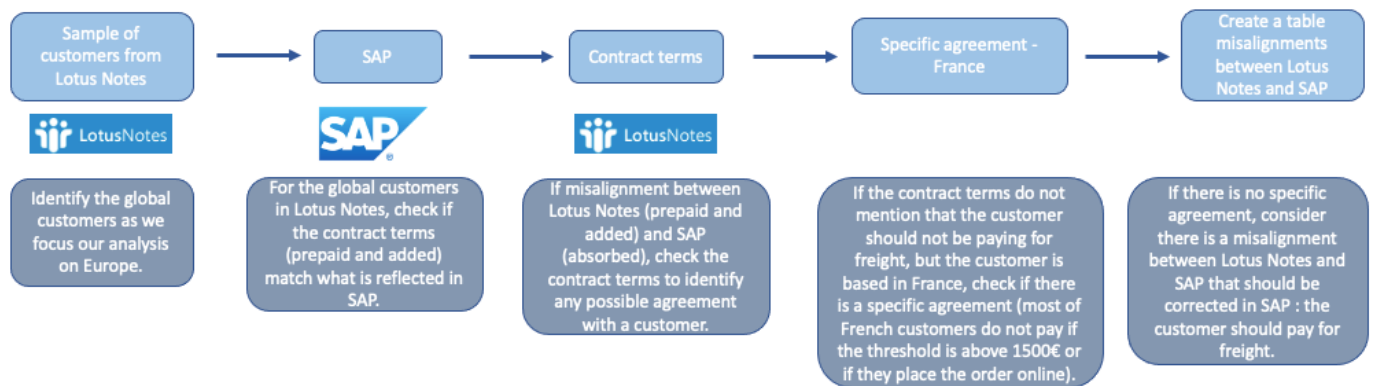 Sample of
customers from
Lotus Notes
SAP
Contract terms
Specific agreement -
France
Create a table
misalignments
between Lotus
Notes and SAP
LotusNotes
SAP
®
LotusNotes
Identify the global
customers as we
focus our analysis
on Europe.
For the global customers
in Lotus Notes, check if
the contract terms
(prepaid and added)
match what is reflected in
SAP.
If misalignment between
Lotus Notes (prepaid and
added) and SAP
(absorbed), check the
contract terms to identify
any possible agreement
with a customer.
If the contract terms do not
mention that the customer
should not be paying for
freight, but the customer is
based in France, check if there
is a specific agreement (most of
French customers do not pay if
the threshold is above 1500€ or
if they place the order online).
If there is no specific
agreement, consider
there is a misalignment
between Lotus Notes and
SAP that should be
corrected in SAP : the
customer should pay for
freight.